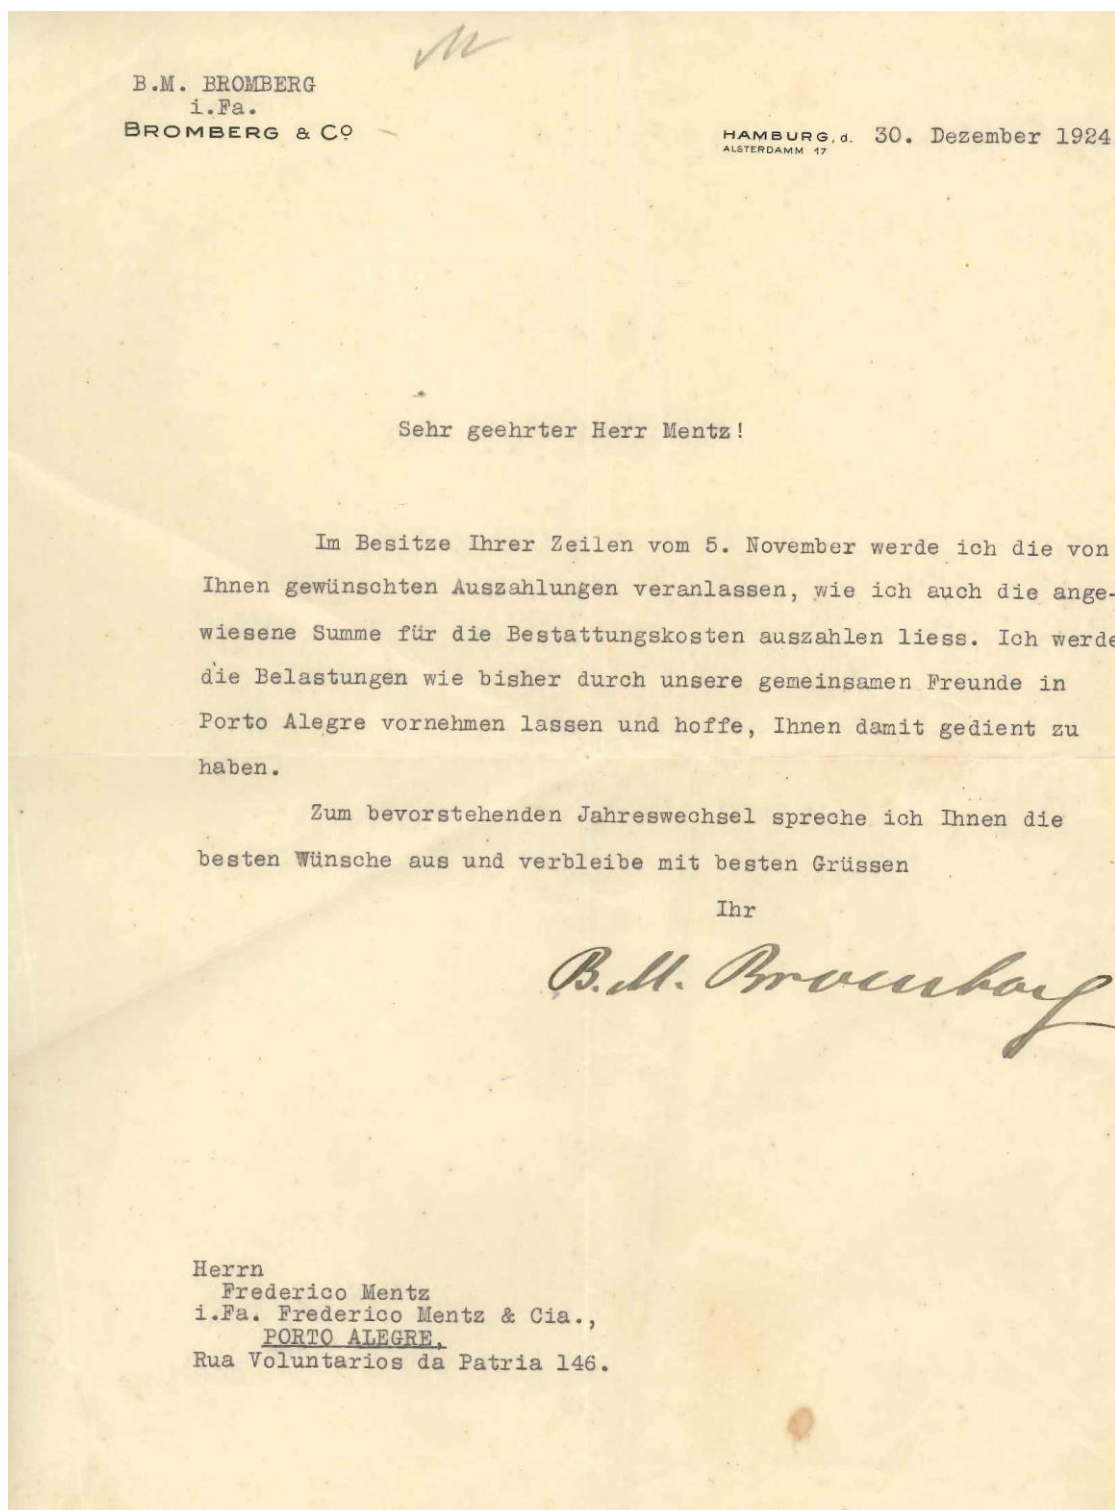 M
B.M. BROMBERG
i.Fa.
BROMBERG & Cº
HAMBURG, d. 30. Dezember 1924
ALSTERDAMM 17
Sehr geehrter Herr Mentz!
Im Besitze Ihrer Zeilen vom 5. November werde ich die von
Ihnen gewünschten Auszahlungen veranlassen, wie ich auch die ange-
wiesene Summe für die Bestattungskosten auszahlen liess. Ich werde
die Belastungen wie bisher durch unsere gemeinsamen Freunde in
Porto Alegre vornehmen lassen und hoffe, Ihnen damit gedient zu
haben.
Zum bevorstehenden Jahreswechsel spreche ich Ihnen die
besten Wünsche aus und verbleibe mit besten Grüssen
Ihr
B. M. Bromberg
Herrn
Frederico Mentz
i.Fa. Frederico Mentz & Cia.,
PORTO ALEGRE.
Rua Voluntarios da Patria 146.